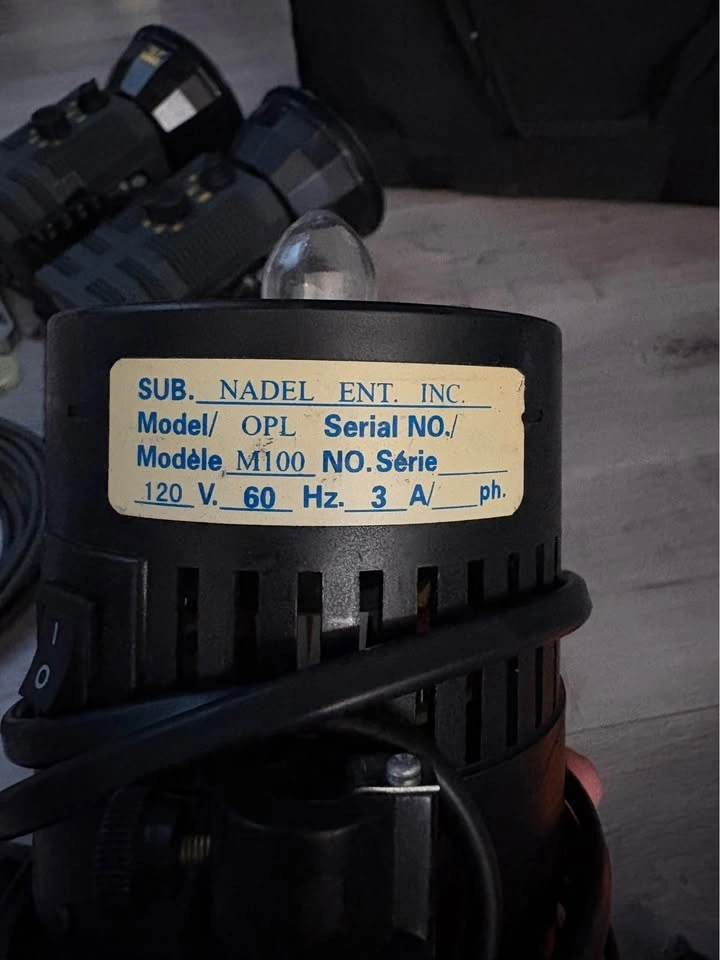 SUB. NADEL ENT. INC.
Model/ OPL Serial NO./
Modèle M100 NO. Série
120 V. 60 Hz. 3 A/ ph.
I
O